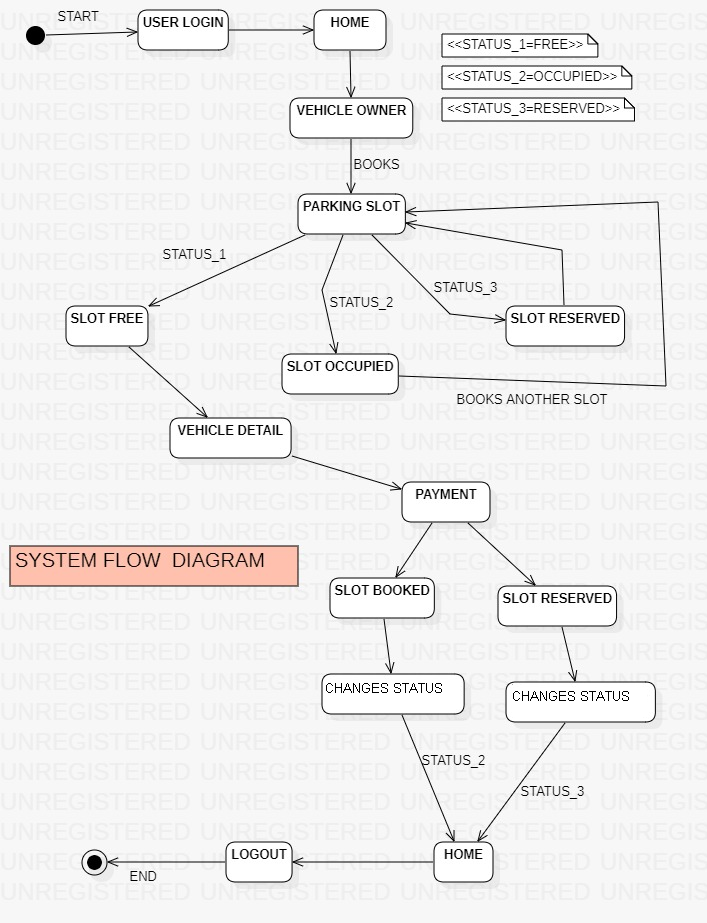 START
USER LOGIN
HOME
<<STATUS_1=FREE>>
<<STATUS_2=OCCUPIED>>
<<STATUS_3=RESERVED>>
VEHICLE OWNER
BOOKS
PARKING SLOT
STATUS_1
STATUS_2
STATUS_3
SLOT FREE
SLOT RESERVED
SLOT OCCUPIED
BOOKS ANOTHER SLOT
VEHICLE DETAIL
PAYMENT
SYSTEM FLOW DIAGRAM
SLOT BOOKED
SLOT RESERVED
CHANGES STATUS
CHANGES STATUS
STATUS_2
STATUS_3
LOGOUT
HOME
END
UNREGISTERED